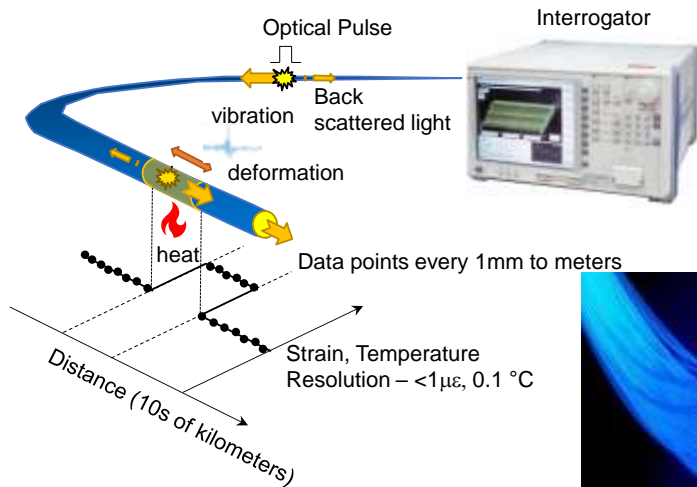 Optical Pulse
Interrogator
Back
scattered light
vibration
deformation
heat
Data points every 1mm to meters
Strain, Temperature
Resolution – <1με, 0.1 °C
Distance (10s of kilometers)